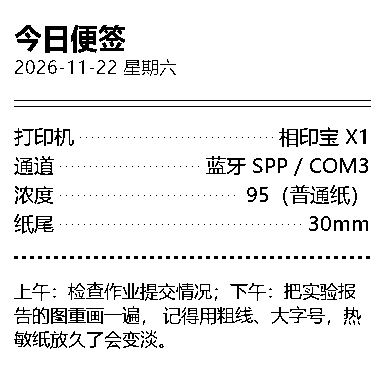 今日便签
2026-11-22 星期六
打印机 相印宝 X1
通道 蓝牙 SPP / COM3
浓度 95（普通纸）
纸尾 30mm
上午：检查作业提交情况；下午：把实验报
告的图重画一遍， 记得用粗线、大字号，热
敏纸放久了会变淡。